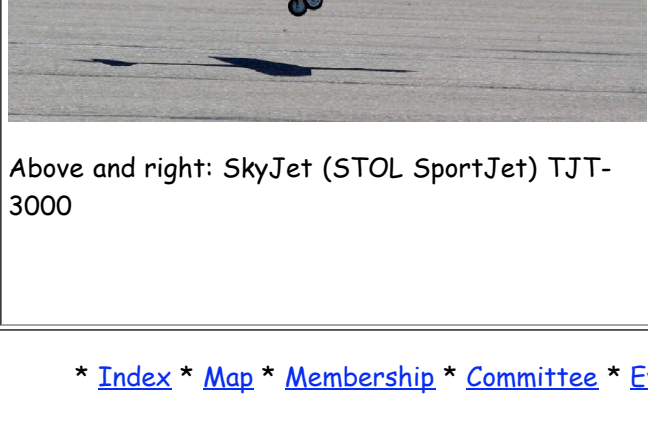 Above and right: SkyJet (STOL SportJet) TJT-
3000
* Index * Map * Membership * Committee *